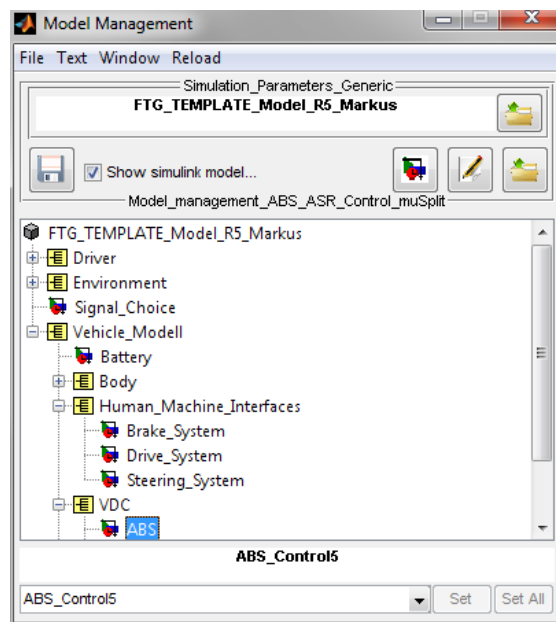 Model Management
File Text Window Reload
Simulation_Parameters_Generic
FTG_TEMPLATE_Model_R5_Markus
Show simulink model...
Model_management_ABS_ASR_Control_muSplit
FTG_TEMPLATE_Model_R5_Markus
Driver
Environment
Signal_Choice
Vehicle_Modell
Battery
Body
Human_Machine_Interfaces
Brake_System
Drive_System
Steering_System
VDC
ABS
ABS_Control5
ABS_Control5 Set Set All